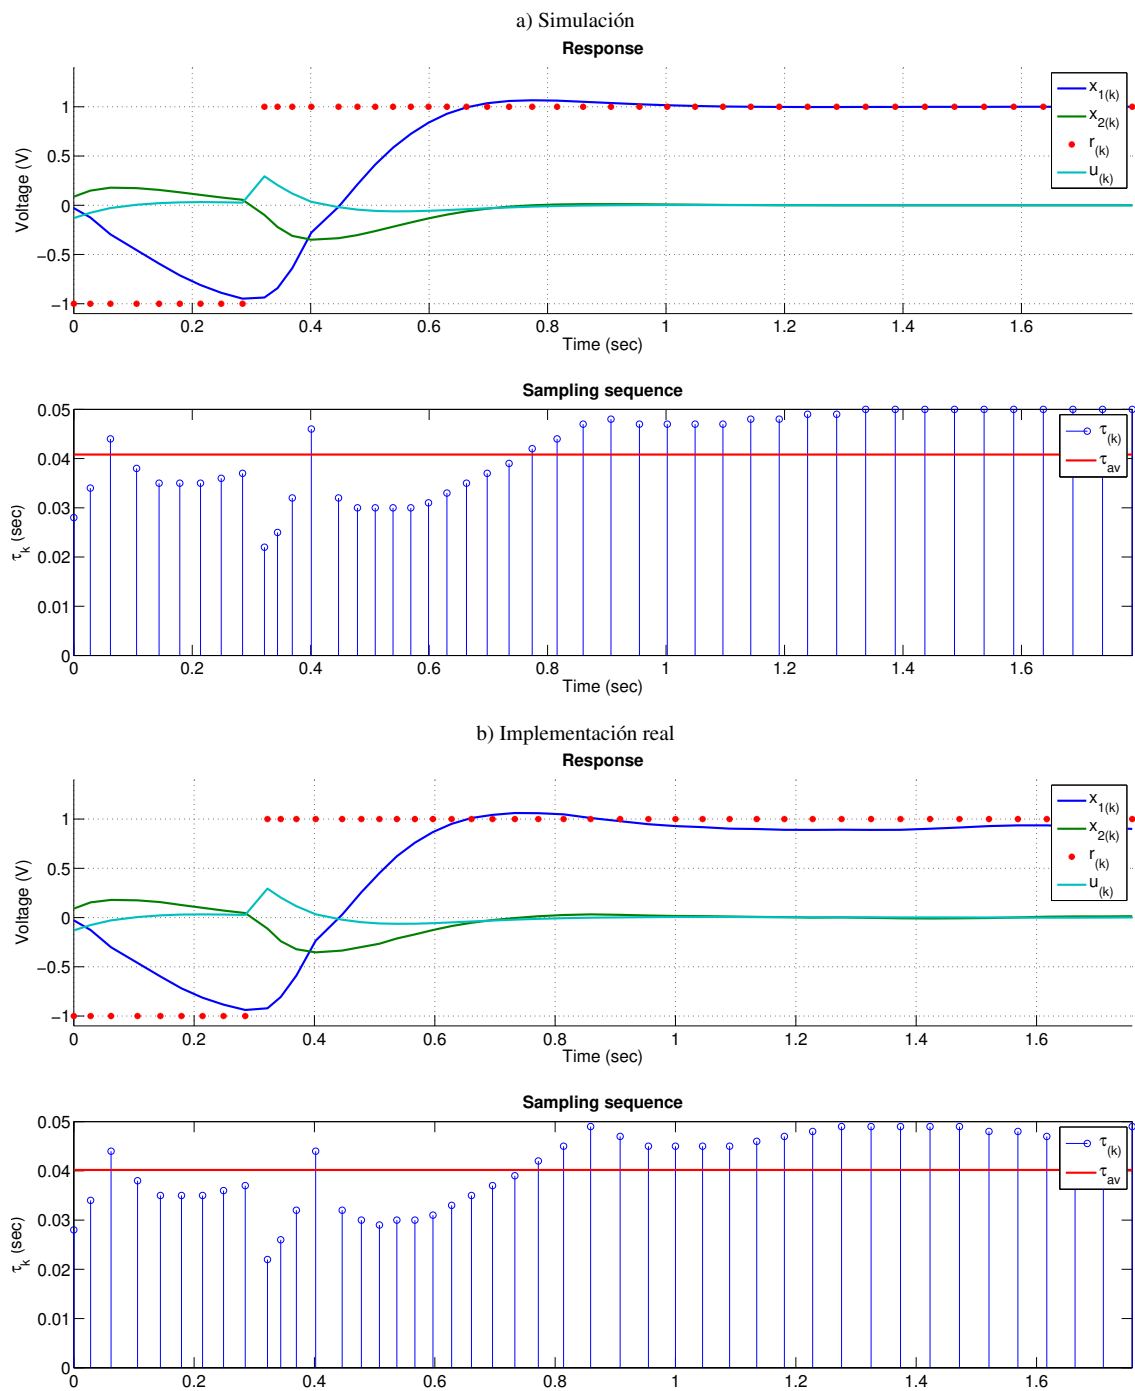 a) Simulación
Response
Voltage (V)
1
0.5
0
−0.5
−1
x1(k)
x2(k)
r(k)
u(k)
0 0.2 0.4 0.6 0.8 1 1.2 1.4 1.6
Time (sec)
Sampling sequence
τk (sec)
0.05
0.04
0.03
0.02
0.01
0
τ(k)
τav
0 0.2 0.4 0.6 0.8 1 1.2 1.4 1.6
Time (sec)
b) Implementación real
Response
Voltage (V)
1
0.5
0
−0.5
−1
x1(k)
x2(k)
r(k)
u(k)
0 0.2 0.4 0.6 0.8 1 1.2 1.4 1.6
Time (sec)
Sampling sequence
τk (sec)
0.05
0.04
0.03
0.02
0.01
0
τ(k)
τav
0 0.2 0.4 0.6 0.8 1 1.2 1.4 1.6